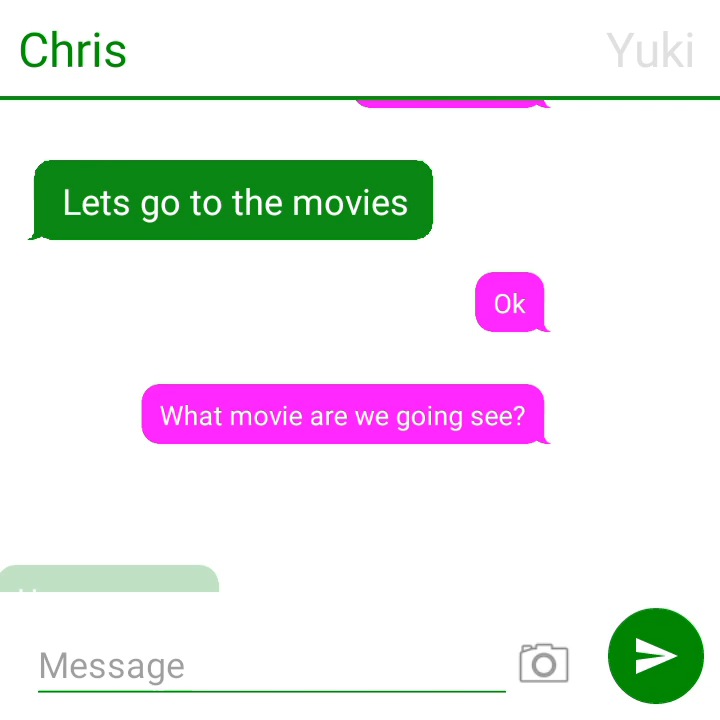 Chris
Yuki
Lets go to the movies
Ok
What movie are we going see?
Message